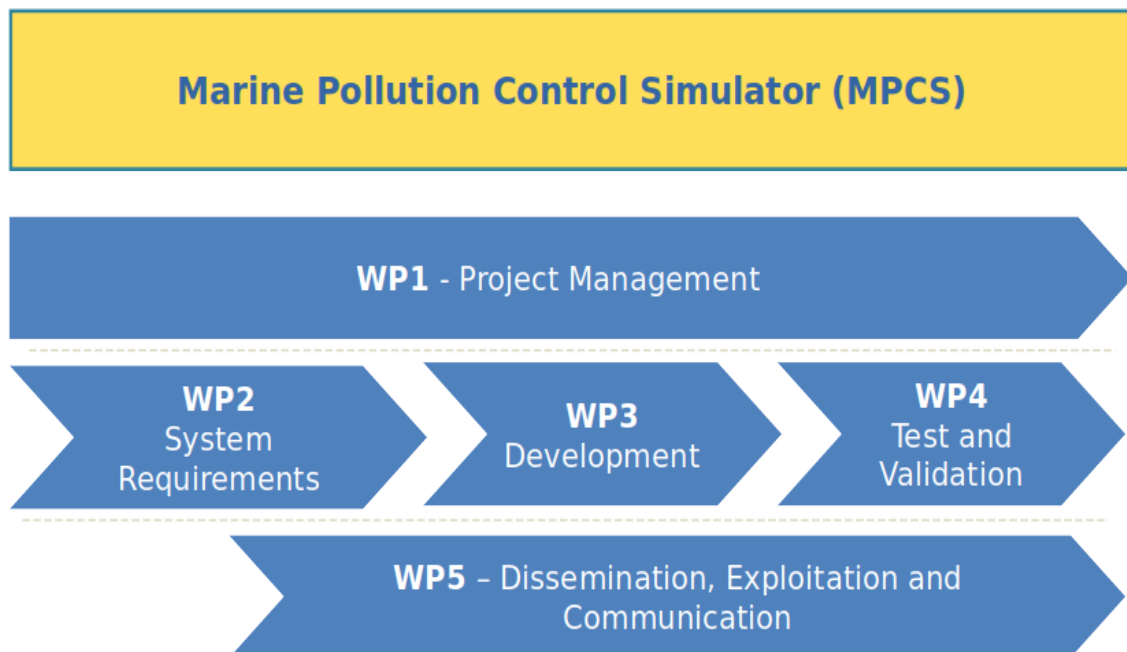 Marine Pollution Control Simulator (MPCS)
WP1 - Project Management
WP2
System
Requirements
WP3
Development
WP4
Test and
Validation
WP5 – Dissemination, Exploitation and
Communication